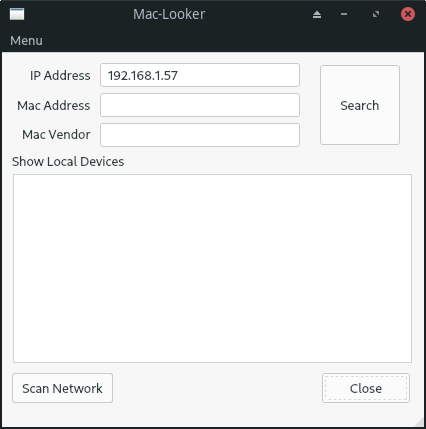 Mac-Looker
Menu
IP Address 192.168.1.57
Mac Address
Search
Mac Vendor
Show Local Devices
Scan Network Close